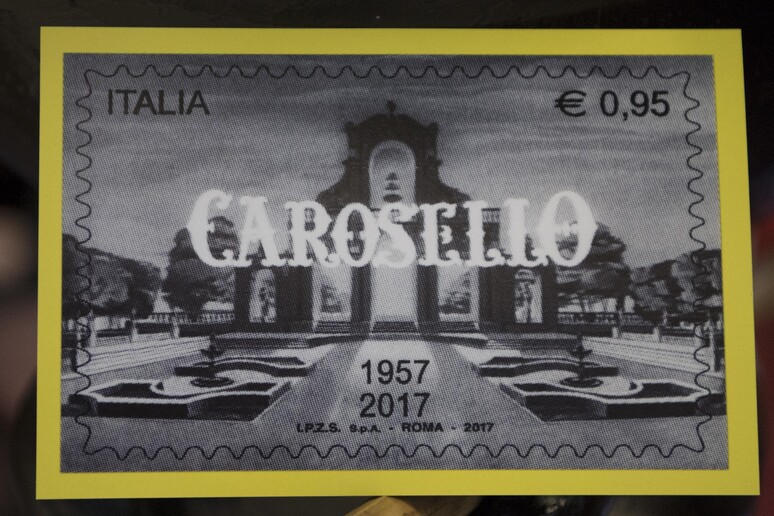 ITALIA
€ 0,95
CAROSELLO
1957
2017
I.P.Z.S. S.p.A. - ROMA - 2017